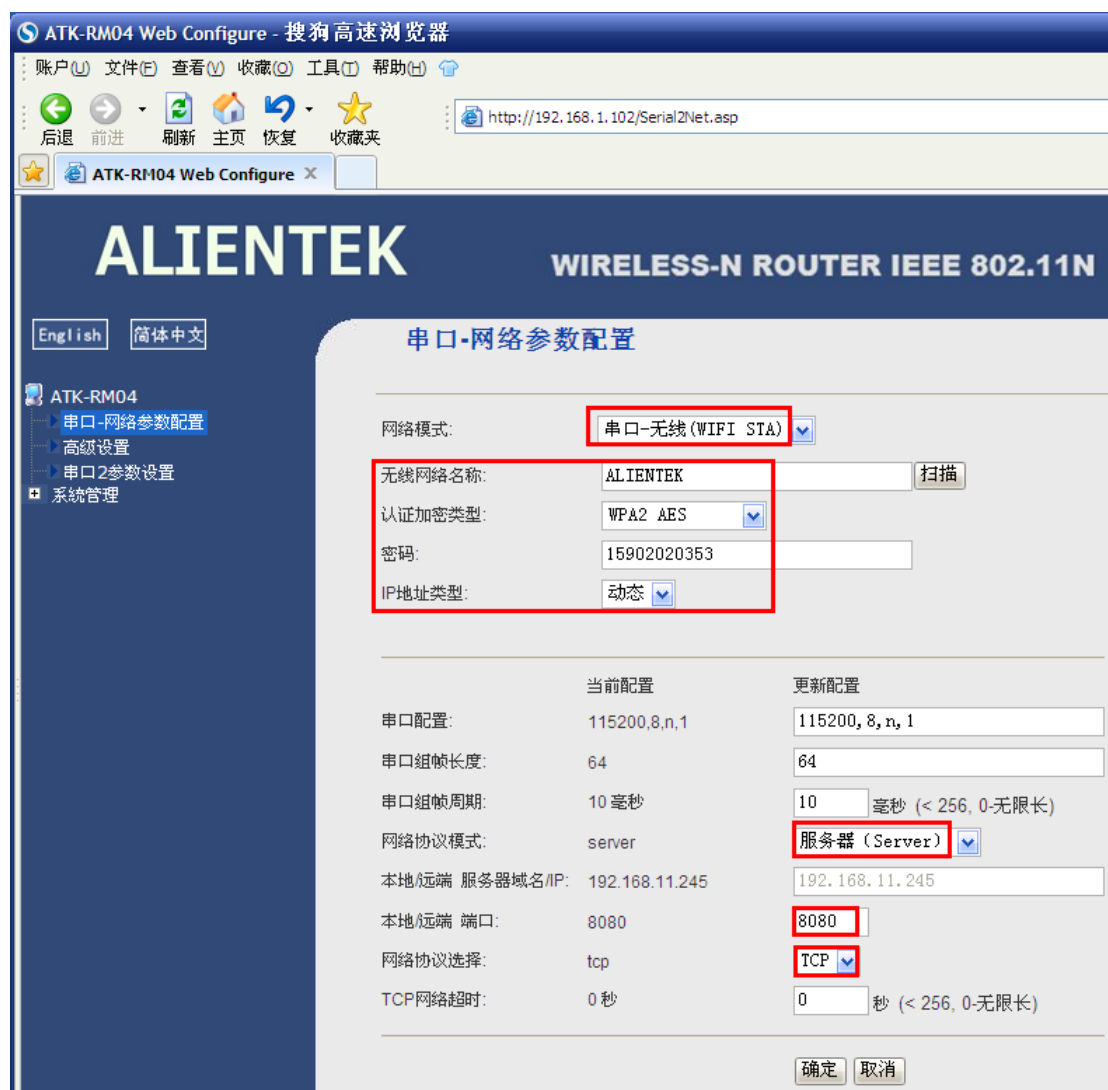 ATK-RM04 Web Configure - 搜狗高速浏览器
账户(U) 文件(F) 查看(V) 收藏(O) 工具(T) 帮助(H)
后退 前进 刷新 主页 恢复 收藏夹
http://192.168.1.102/Serial2Net.asp
ATK-RM04 Web Configure X
ALIENTEK WIRELESS-N ROUTER IEEE 802.11N
English 简体中文
串口-网络参数配置
ATK-RM04
串口-网络参数配置
高级设置
串口2参数设置
系统管理
网络模式: 串口-无线(WIFI STA)
无线网络名称: ALIENTEK 扫描
认证加密类型: WPA2 AES
密码: 15902020353
IP地址类型: 动态
当前配置 更新配置
串口配置: 115200,8,n,1 115200,8,n,1
串口组帧长度: 64 64
串口组帧周期: 10 毫秒 10 毫秒 (< 256, 0-无限长)
网络协议模式: server 服务器（Server）
本地/远端 服务器域名/IP: 192.168.11.245 192.168.11.245
本地/远端 端口: 8080 8080
网络协议选择: tcp TCP
TCP网络超时: 0 秒 0 秒 (< 256, 0-无限长)
确定 取消